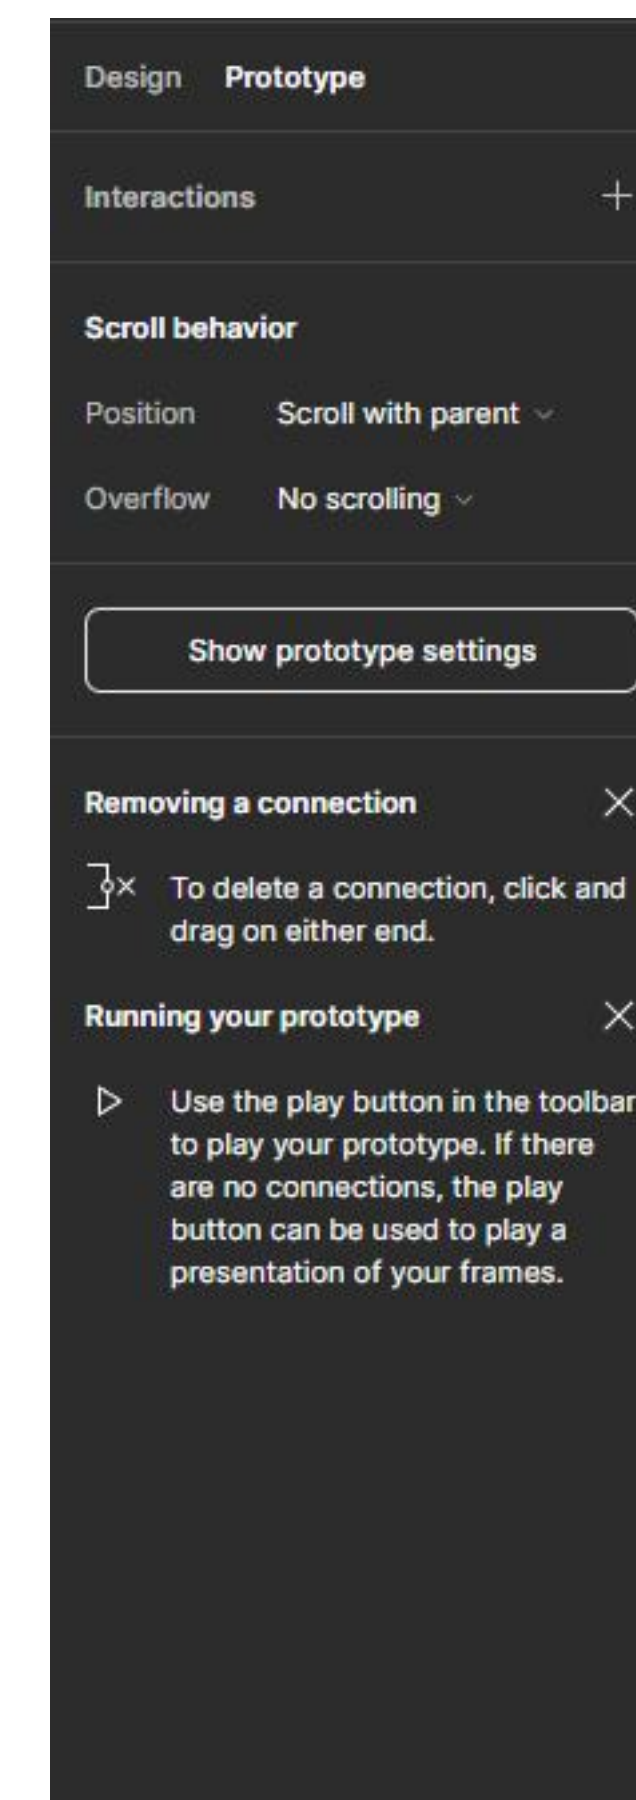 Design Prototype
Interactions
Scroll behavior
Position Scroll with parent
Overflow No scrolling
Show prototype settings
Removing a connection
To delete a connection, click and
drag on either end.
Running your prototype
Use the play button in the toolbar
to play your prototype. If there
are no connections, the play
button can be used to play a
presentation of your frames.